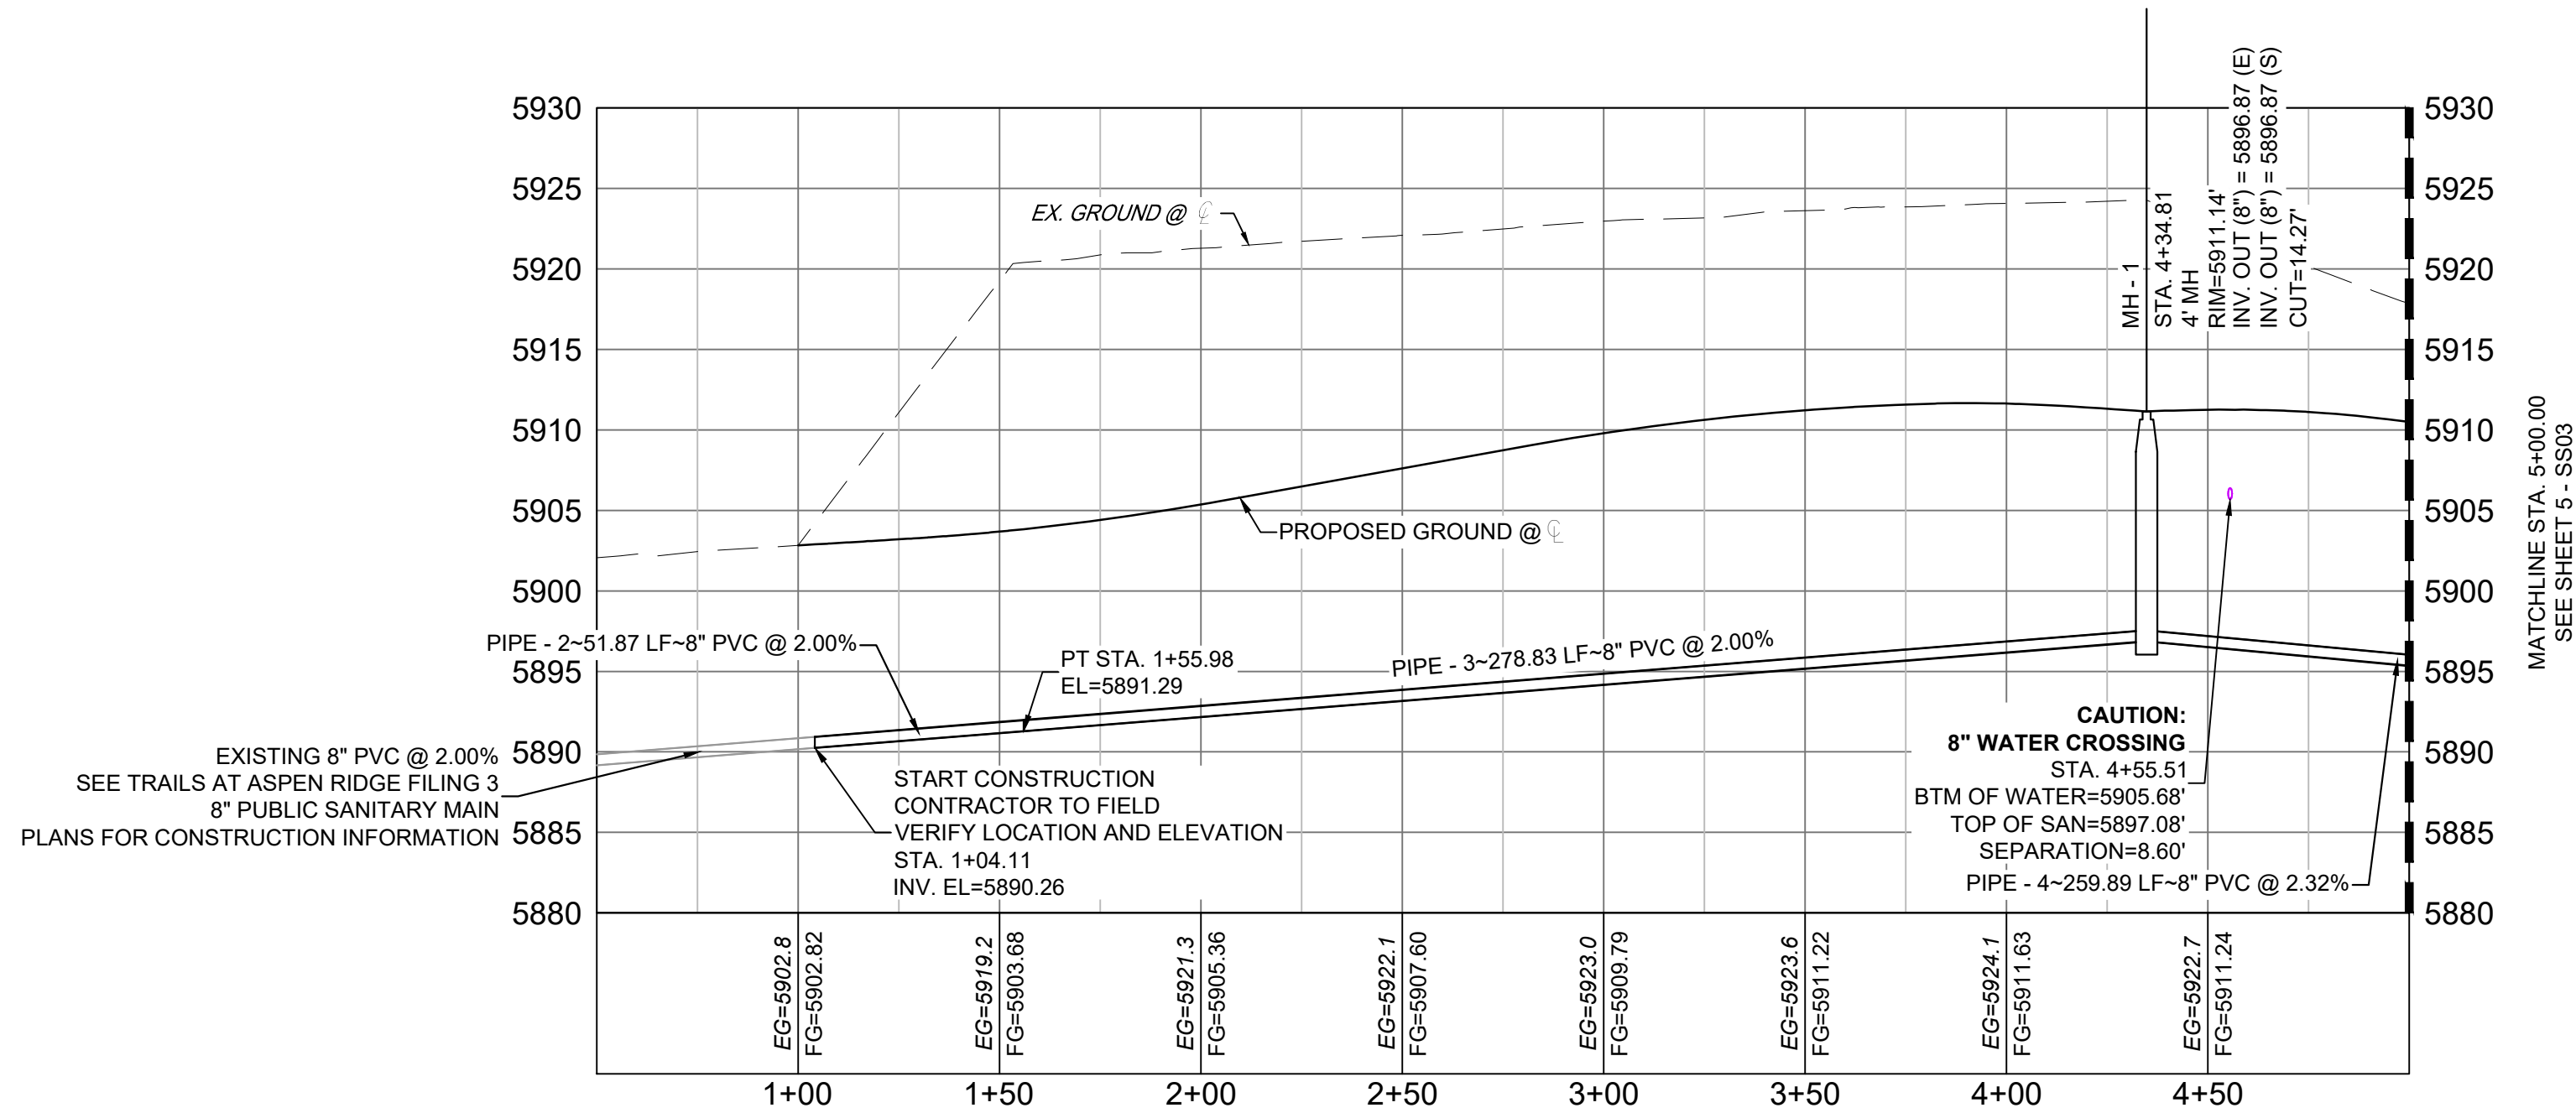 MH - 1
STA. 4+34.81
4' MH
RIM=5911.14'
INV. OUT (8") = 5896.87 (E)
INV. OUT (8") = 5896.87 (S)
CUT=14.27'
5930
5925
5920
5915
5910
5905
5900
5895
5890
5885
5880
5930
5925
5920
5915
5910
5905
5900
5895
5890
5885
5880
EX. GROUND @ ℄
PROPOSED GROUND @ ℄
PIPE - 2~51.87 LF~8" PVC @ 2.00%
PT STA. 1+55.98
EL=5891.29
PIPE - 3~278.83 LF~8" PVC @ 2.00%
EXISTING 8" PVC @ 2.00%
SEE TRAILS AT ASPEN RIDGE FILING 3
8" PUBLIC SANITARY MAIN
PLANS FOR CONSTRUCTION INFORMATION
START CONSTRUCTION
CONTRACTOR TO FIELD
VERIFY LOCATION AND ELEVATION
STA. 1+04.11
INV. EL=5890.26
CAUTION:
8" WATER CROSSING
STA. 4+55.51
BTM OF WATER=5905.68'
TOP OF SAN=5897.08'
SEPARATION=8.60'
PIPE - 4~259.89 LF~8" PVC @ 2.32%
MATCHLINE STA. 5+00.00
SEE SHEET 5 - SS03
EG=5902.8
FG=5902.82
EG=5919.2
FG=5903.68
EG=5921.3
FG=5905.36
EG=5922.1
FG=5907.60
EG=5923.0
FG=5909.79
EG=5923.6
FG=5911.22
EG=5924.1
FG=5911.63
EG=5922.7
FG=5911.24
1+00
1+50
2+00
2+50
3+00
3+50
4+00
4+50